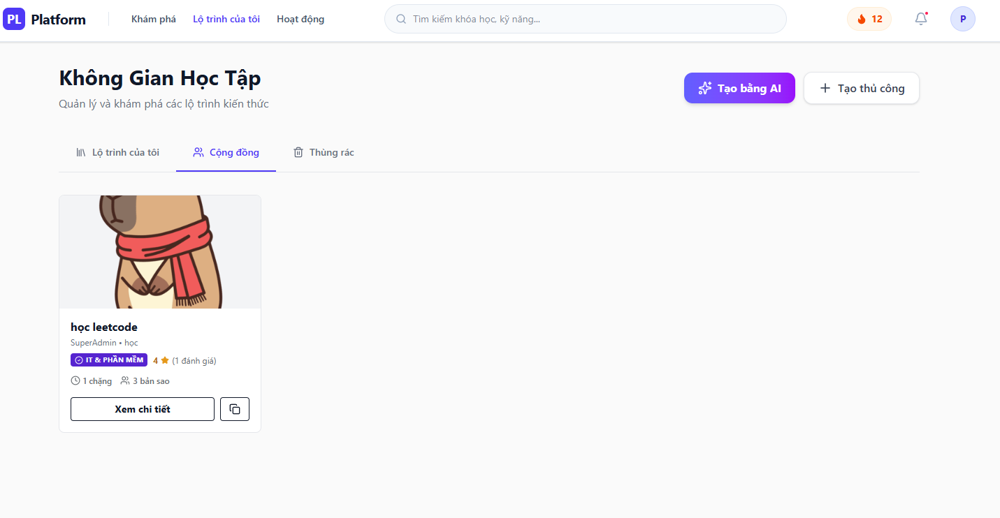 PL Platform Khám phá Lộ trình của tôi Hoạt động Tìm kiếm khóa học, kỹ năng... 12 P
Không Gian Học Tập
Quản lý và khám phá các lộ trình kiến thức
Tạo bằng AI Tạo thủ công
Lộ trình của tôi Cộng đồng Thùng rác
học leetcode
SuperAdmin • học
IT & PHẦN MỀM 4 (1 đánh giá)
1 chặng 3 bản sao
Xem chi tiết